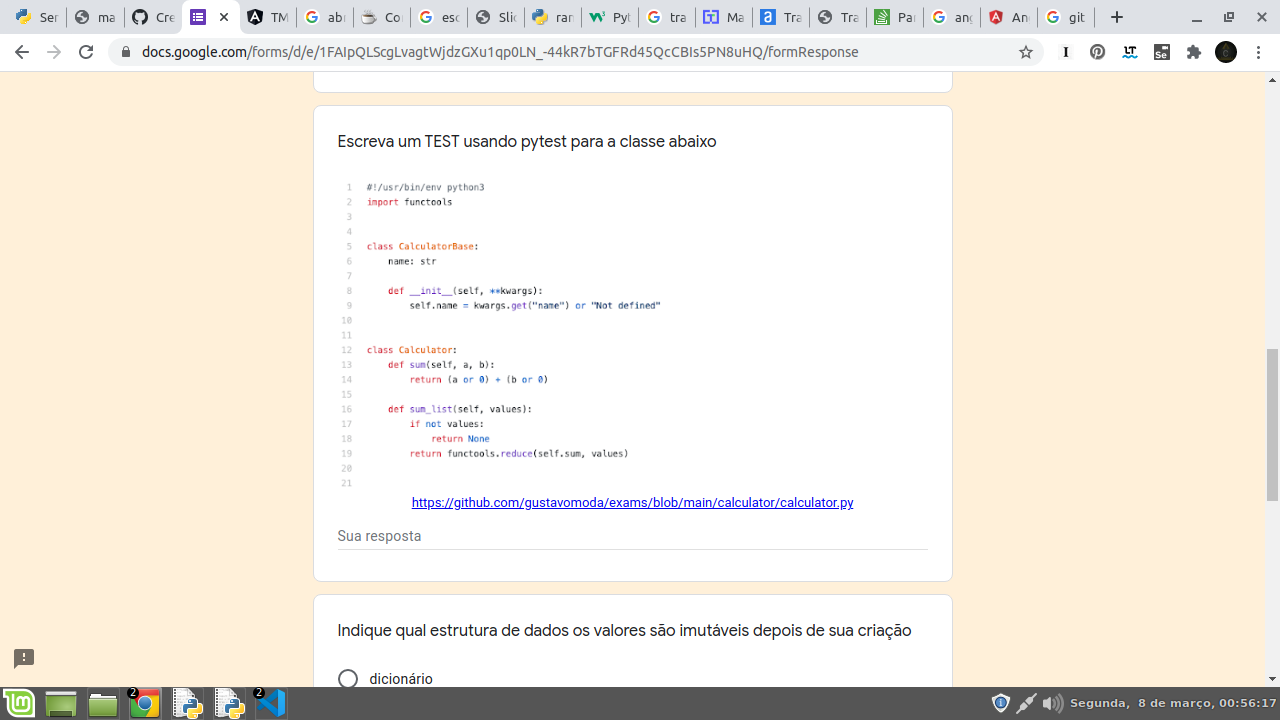 Ser
ma
Cre
TM
abr
Co
esc
Slic
ran
Pyt
tra
Ma
Tra
Tra
Par
ang
An
git
docs.google.com/forms/d/e/1FAIpQLScgLvagtWjdzGXu1qp0LN_-44kR7bTGFRd45QcCBIs5PN8uHQ/formResponse
Escreva um TEST usando pytest para a classe abaixo
1 #!/usr/bin/env python3
2 import functools
3
4
5 class CalculatorBase:
6 name: str
7
8 def __init__(self, **kwargs):
9 self.name = kwargs.get("name") or "Not defined"
10
11
12 class Calculator:
13 def sum(self, a, b):
14 return (a or 0) + (b or 0)
15
16 def sum_list(self, values):
17 if not values:
18 return None
19 return functools.reduce(self.sum, values)
20
21
https://github.com/gustavomoda/exams/blob/main/calculator/calculator.py
Sua resposta
Indique qual estrutura de dados os valores são imutáveis depois de sua criação
dicionário
2
2
Segunda, 8 de março, 00:56:17